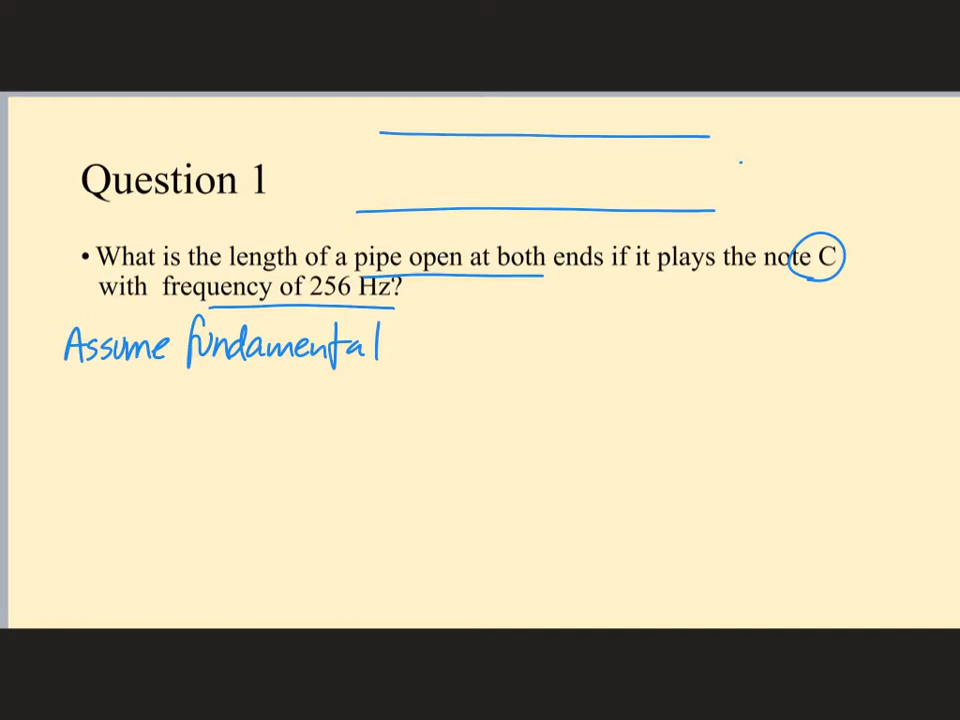 Question 1
• What is the length of a pipe open at both ends if it plays the note C
with frequency of 256 Hz?
Assume fundamental